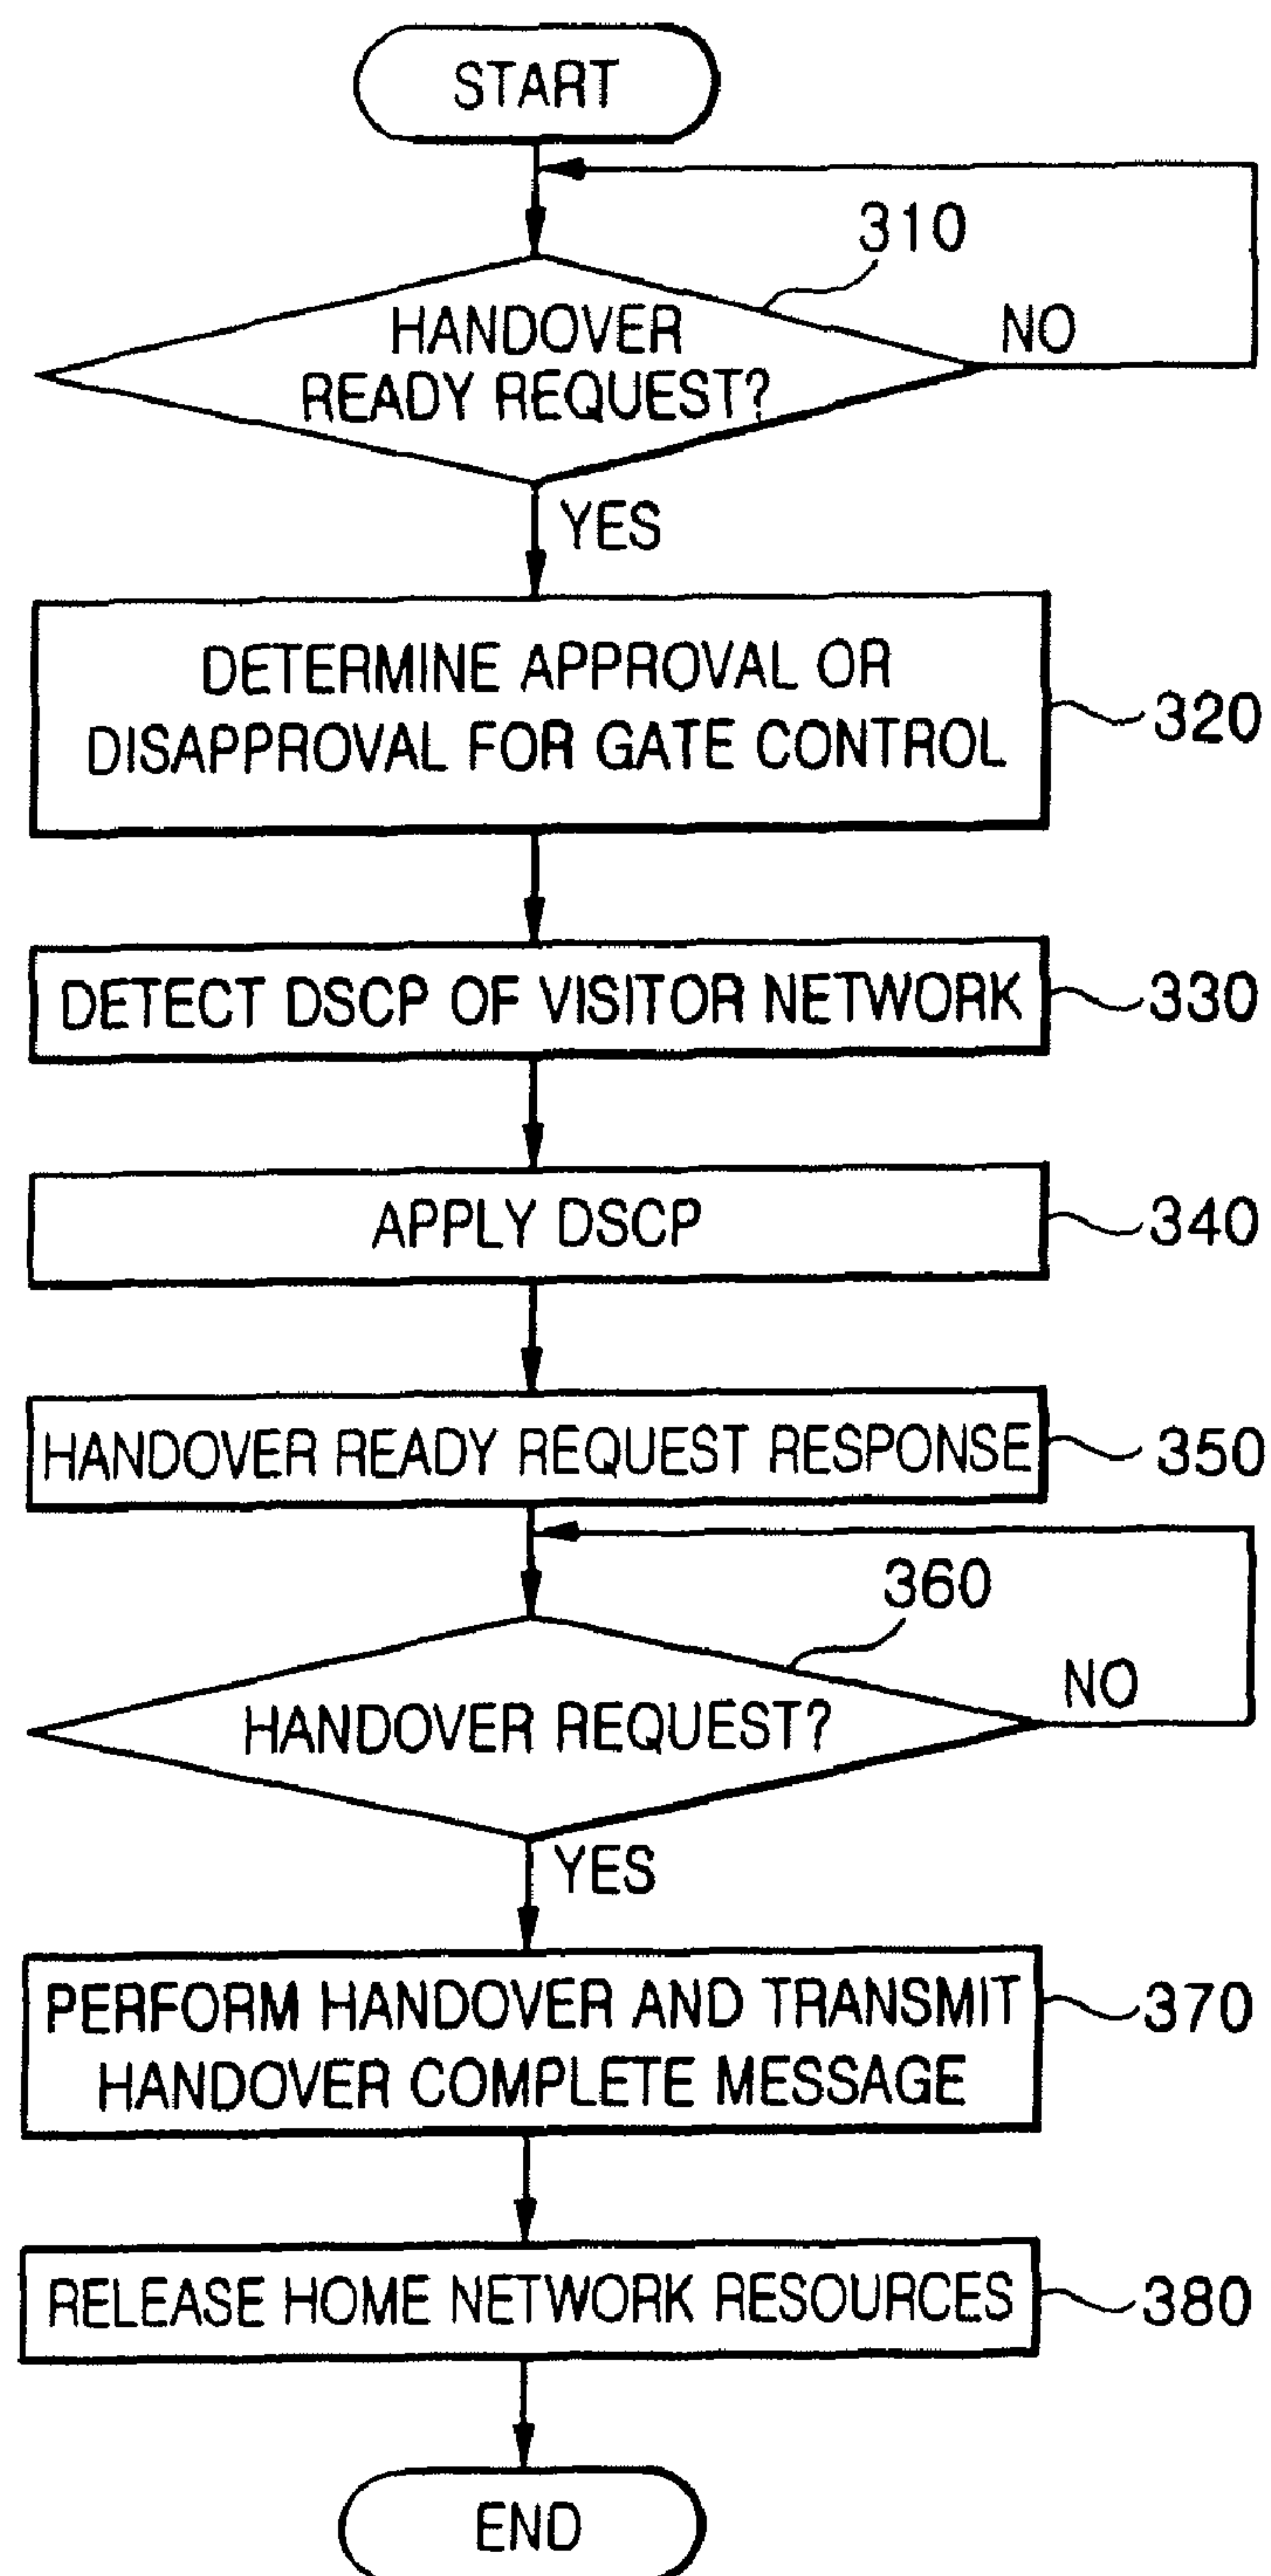 START
310
HANDOVER
READY REQUEST?
NO
YES
DETERMINE APPROVAL OR
DISAPPROVAL FOR GATE CONTROL
320
DETECT DSCP OF VISITOR NETWORK
330
APPLY DSCP
340
HANDOVER READY REQUEST RESPONSE
350
360
HANDOVER REQUEST?
NO
YES
PERFORM HANDOVER AND TRANSMIT
HANDOVER COMPLETE MESSAGE
370
RELEASE HOME NETWORK RESOURCES
380
END